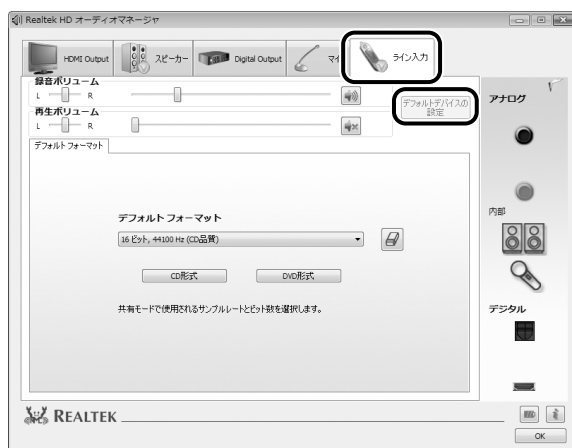 Realtek HD オーディオマネージャ
HDMI Output
スピーカー
Digital Output
マイ
ライン入力
録音ボリューム
L
R
デフォルトデバイスの
設定
再生ボリューム
L
R
デフォルト フォーマット
デフォルト フォーマット
16 ビット, 44100 Hz (CD品質)
CD形式
DVD形式
共有モードで使用されるサンプルレートとビット数を選択します。
アナログ
内部
デジタル
REALTEK
OK